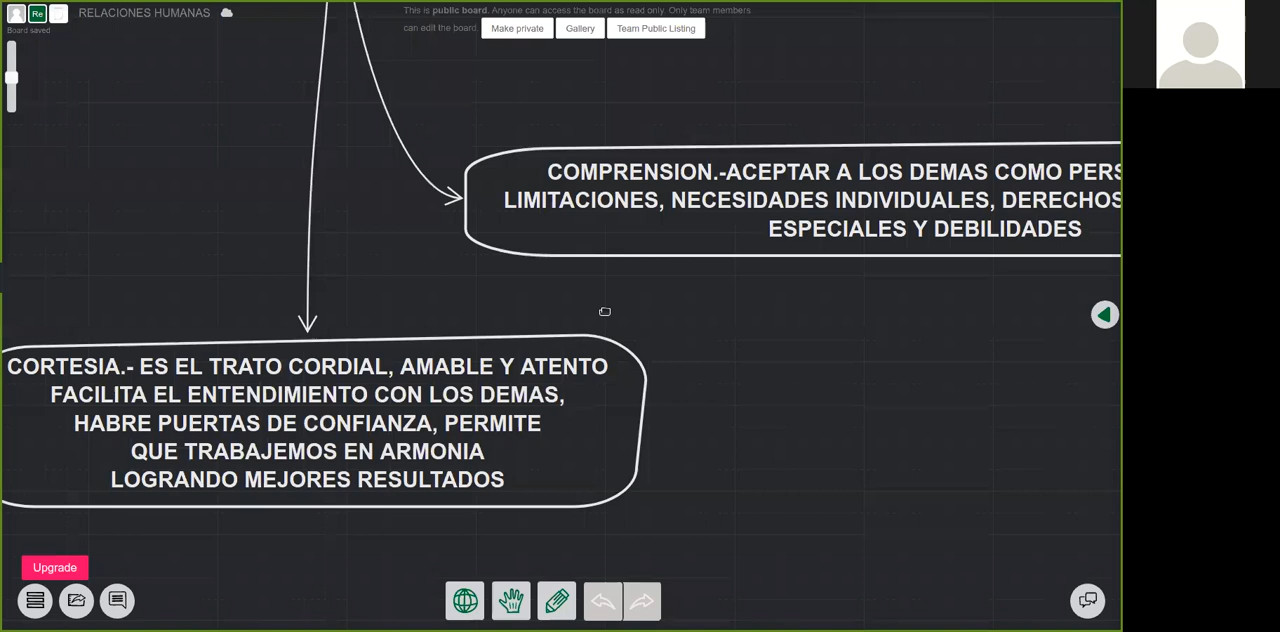 Re
RELACIONES HUMANAS
Board saved
This is public board. Anyone can access the board as read only. Only team members
can edit the board
Make private
Gallery
Team Public Listing
COMPRENSION.-ACEPTAR A LOS DEMAS COMO PERS
LIMITACIONES, NECESIDADES INDIVIDUALES, DERECHOS
ESPECIALES Y DEBILIDADES
CORTESIA.- ES EL TRATO CORDIAL, AMABLE Y ATENTO
FACILITA EL ENTENDIMIENTO CON LOS DEMAS,
HABRE PUERTAS DE CONFIANZA, PERMITE
QUE TRABAJEMOS EN ARMONIA
LOGRANDO MEJORES RESULTADOS
Upgrade